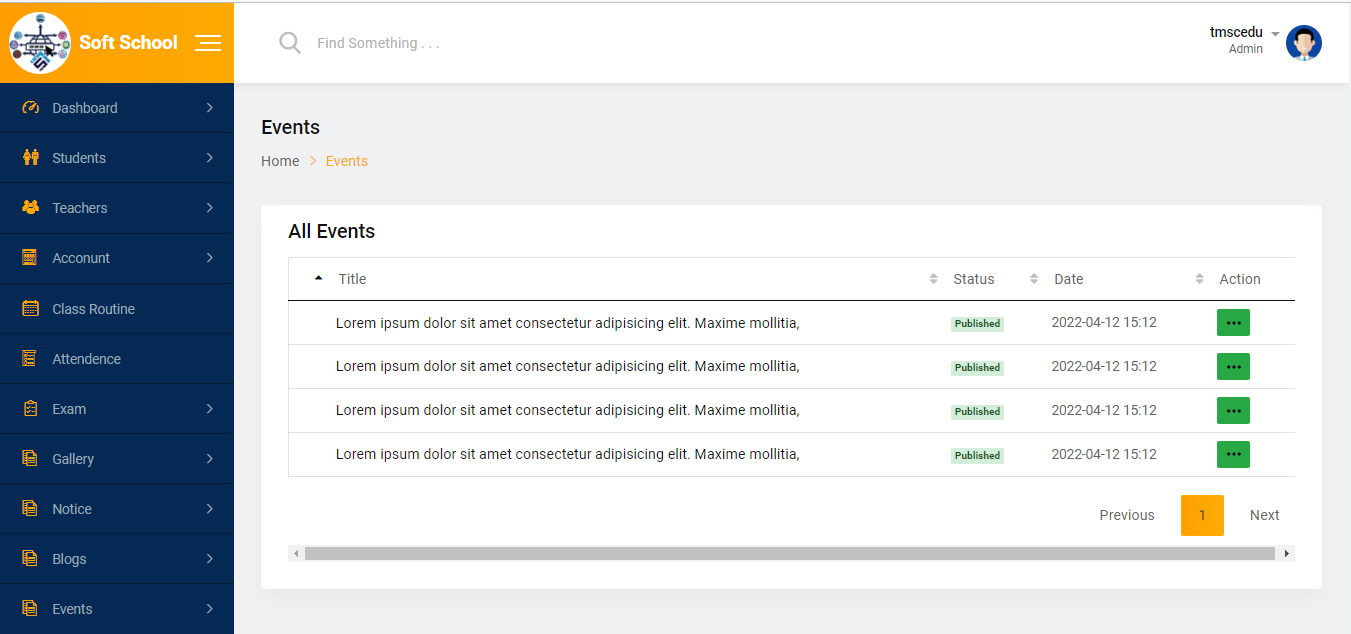 Soft School
Find Something . . .
tmscedu
Admin
Dashboard
Students
Teachers
Acconunt
Class Routine
Attendence
Exam
Gallery
Notice
Blogs
Events
Events
Home > Events
All Events
Title Status Date Action
Lorem ipsum dolor sit amet consectetur adipisicing elit. Maxime mollitia, Published 2022-04-12 15:12
Lorem ipsum dolor sit amet consectetur adipisicing elit. Maxime mollitia, Published 2022-04-12 15:12
Lorem ipsum dolor sit amet consectetur adipisicing elit. Maxime mollitia, Published 2022-04-12 15:12
Lorem ipsum dolor sit amet consectetur adipisicing elit. Maxime mollitia, Published 2022-04-12 15:12
Previous 1 Next